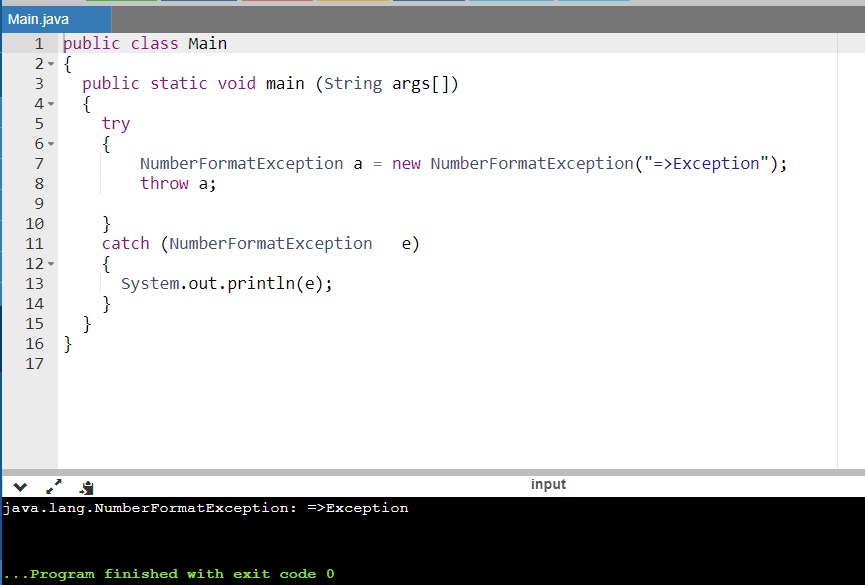 Main.java
1 public class Main
2 {
3 public static void main (String args[])
4 {
5 try
6 {
7 NumberFormatException a = new NumberFormatException("=>Exception");
8 throw a;
9
10 }
11 catch (NumberFormatException   e)
12 {
13 System.out.println(e);
14 }
15 }
16 }
17
input
java.lang.NumberFormatException: =>Exception
...Program finished with exit code 0